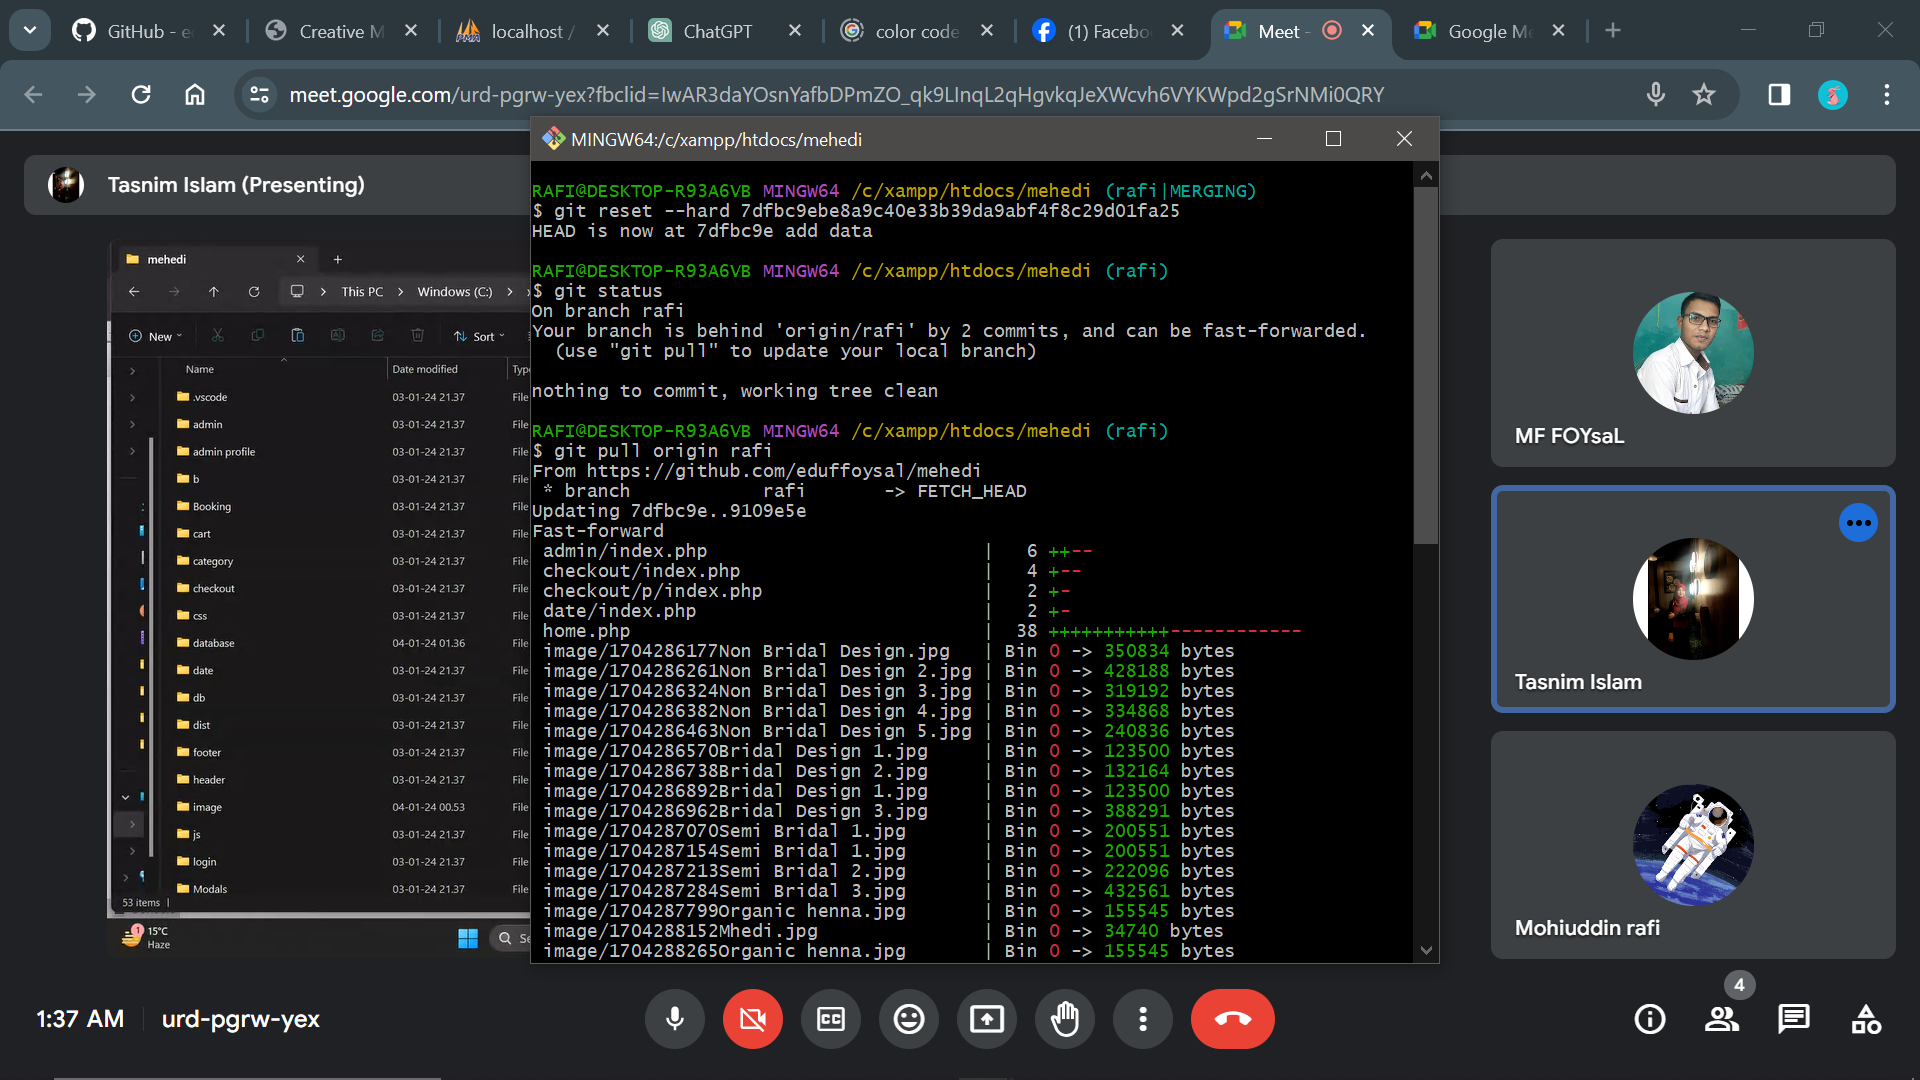 GitHub - e
Creative M
localhost /
ChatGPT
color code
(1) Facebo
Meet -
Google Me
meet.google.com/urd-pgrw-yex?fbclid=IwAR3daYOsnYafbDPmZO_qk9LInqL2qHgvkqJeXWcvh6VYKWpd2gSrNMi0QRY
Tasnim Islam (Presenting)
mehedi
This PC > Windows (C:) >
New
Sort
Name Date modified Typ
.vscode 03-01-24 21.37 File
admin 03-01-24 21.37 File
admin profile 03-01-24 21.37 File
b 03-01-24 21.37 File
Booking 03-01-24 21.37 File
cart 03-01-24 21.37 File
category 03-01-24 21.37 File
checkout 03-01-24 21.37 File
css 03-01-24 21.37 File
database 04-01-24 01.36 File
date 03-01-24 21.37 File
db 03-01-24 21.37 File
dist 03-01-24 21.37 File
footer 03-01-24 21.37 File
header 03-01-24 21.37 File
image 04-01-24 00.53 File
js 03-01-24 21.37 File
login 03-01-24 21.37 File
Modals 03-01-24 21.37 File
53 items
1
15°C
Haze
Se
MINGW64:/c/xampp/htdocs/mehedi
RAFI@DESKTOP-R93A6VB MINGW64 /c/xampp/htdocs/mehedi (rafi|MERGING)
$ git reset --hard 7dfbc9ebe8a9c40e33b39da9abf4f8c29d01fa25
HEAD is now at 7dfbc9e add data
RAFI@DESKTOP-R93A6VB MINGW64 /c/xampp/htdocs/mehedi (rafi)
$ git status
On branch rafi
Your branch is behind 'origin/rafi' by 2 commits, and can be fast-forwarded.
(use "git pull" to update your local branch)
nothing to commit, working tree clean
RAFI@DESKTOP-R93A6VB MINGW64 /c/xampp/htdocs/mehedi (rafi)
$ git pull origin rafi
From https://github.com/eduffoysal/mehedi
* branch rafi -> FETCH_HEAD
Updating 7dfbc9e..9109e5e
Fast-forward
admin/index.php | 6 ++--
checkout/index.php | 4 +--
checkout/p/index.php | 2 +-
date/index.php | 2 +-
home.php | 38 +++++++++++------------
image/1704286177Non Bridal Design.jpg | Bin 0 -> 350834 bytes
image/1704286261Non Bridal Design 2.jpg | Bin 0 -> 428188 bytes
image/1704286324Non Bridal Design 3.jpg | Bin 0 -> 319192 bytes
image/1704286382Non Bridal Design 4.jpg | Bin 0 -> 334868 bytes
image/1704286463Non Bridal Design 5.jpg | Bin 0 -> 240836 bytes
image/1704286570Bridal Design 1.jpg | Bin 0 -> 123500 bytes
image/1704286738Bridal Design 2.jpg | Bin 0 -> 132164 bytes
image/1704286892Bridal Design 1.jpg | Bin 0 -> 123500 bytes
image/1704286962Bridal Design 3.jpg | Bin 0 -> 388291 bytes
image/1704287070Semi Bridal 1.jpg | Bin 0 -> 200551 bytes
image/1704287154Semi Bridal 1.jpg | Bin 0 -> 200551 bytes
image/1704287213Semi Bridal 2.jpg | Bin 0 -> 222096 bytes
image/1704287284Semi Bridal 3.jpg | Bin 0 -> 432561 bytes
image/1704287799Organic henna.jpg | Bin 0 -> 155545 bytes
image/1704288152Mhedi.jpg | Bin 0 -> 34740 bytes
image/1704288265Organic henna.jpg | Bin 0 -> 155545 bytes
MF FOYsaL
Tasnim Islam
Mohiuddin rafi
1:37 AM
urd-pgrw-yex
CC
4